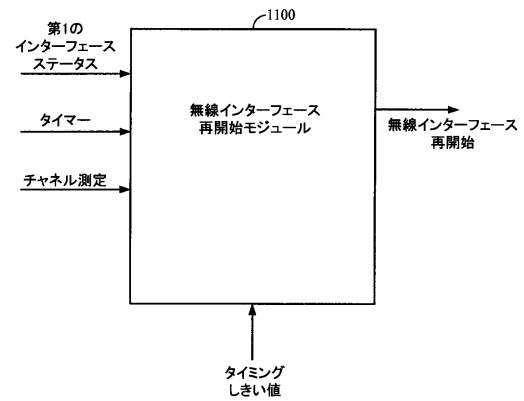 1100
第1の
インターフェース
ステータス
タイマー
チャネル測定
無線インターフェース
再開始モジュール
無線インターフェース
再開始
タイミング
しきい値